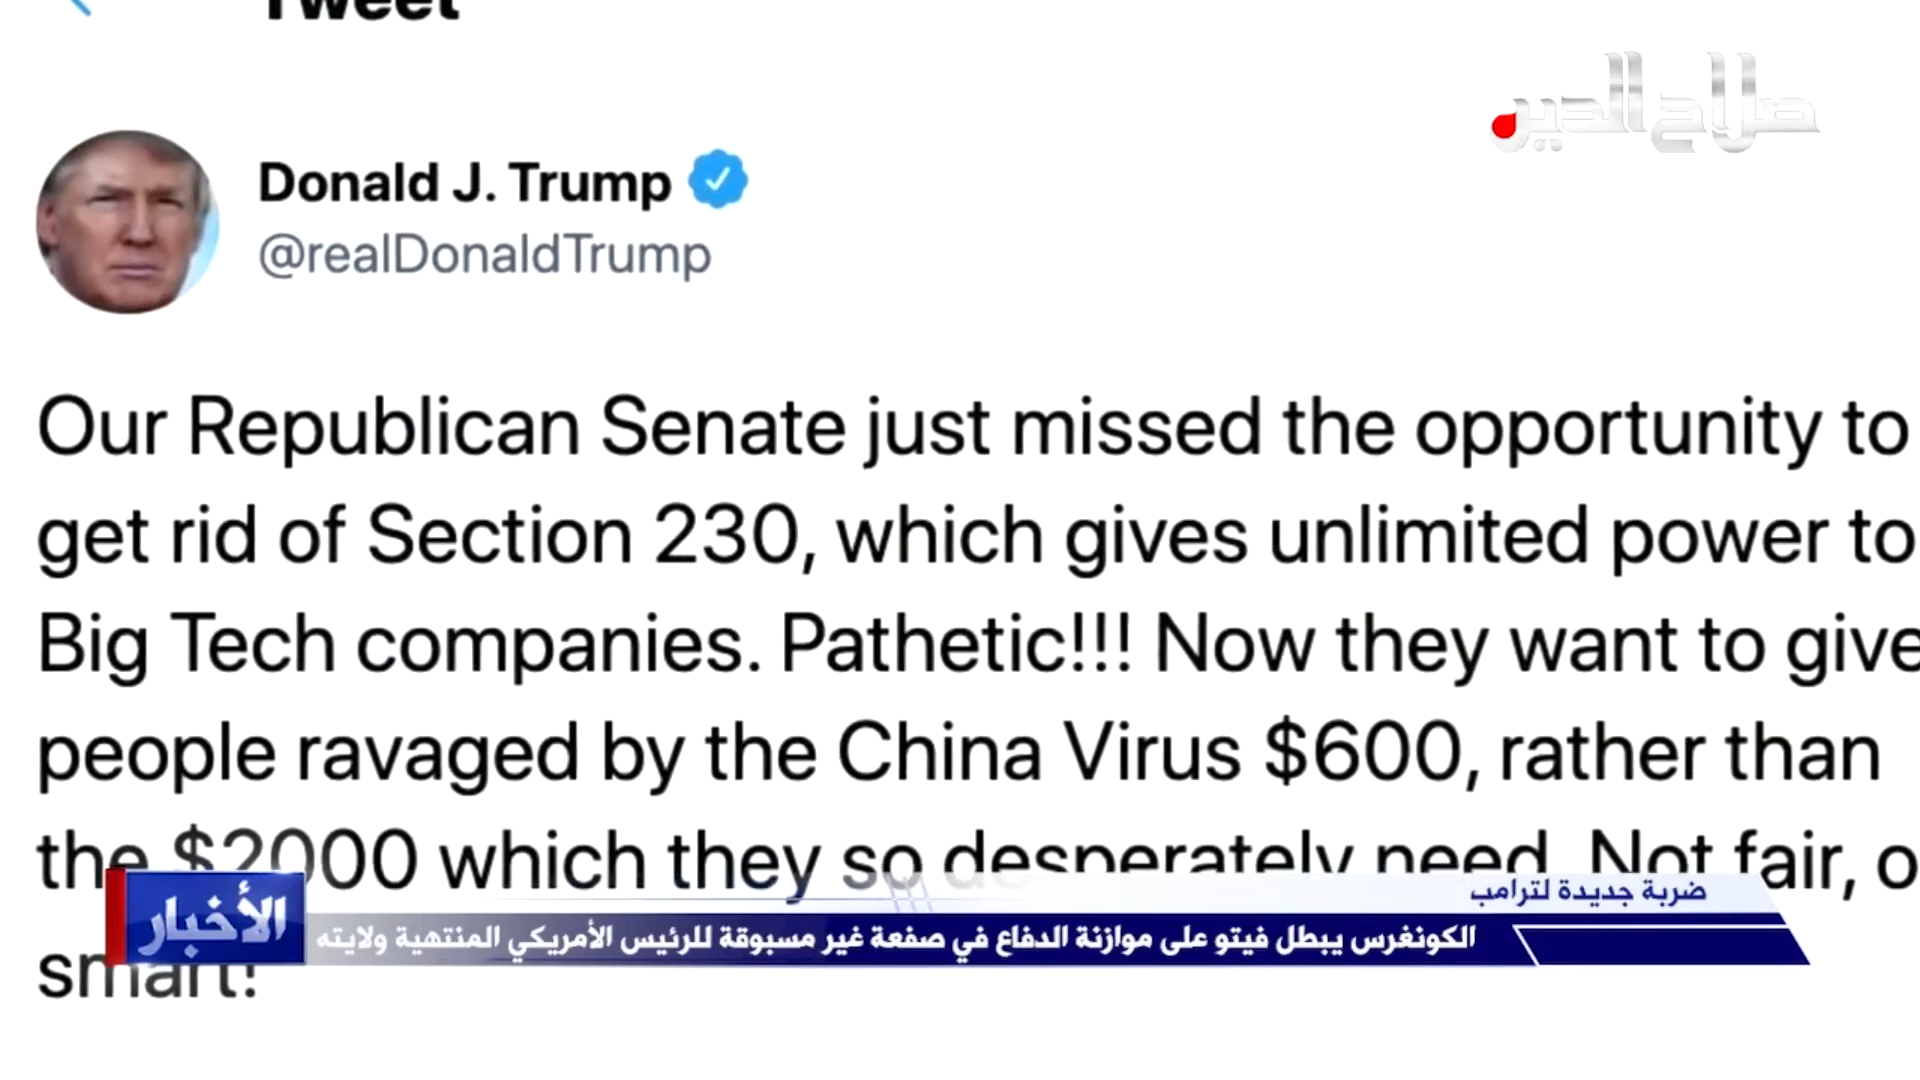 Tweet
صلاح الدين
Donald J. Trump
@realDonaldTrump
Our Republican Senate just missed the opportunity to
get rid of Section 230, which gives unlimited power to
Big Tech companies. Pathetic!!! Now they want to give
people ravaged by the China Virus $600, rather than
the $2000 which they so desperately need. Not fair, o
smart!
ضربة جديدة لترامب
الأخبار
الكونغرس يبطل فيتو على موازنة الدفاع في صفعة غير مسبوقة للرئيس الأمريكي المنتهية ولايته